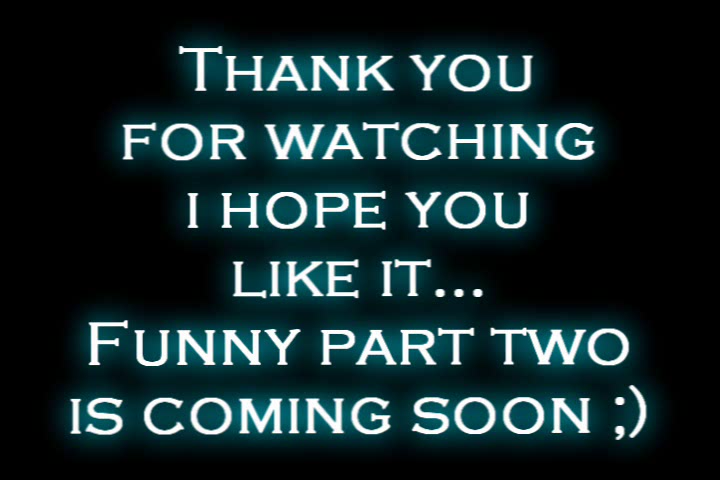 Thank you
for watching
i hope you
like it...
Funny part two
is coming soon ;)